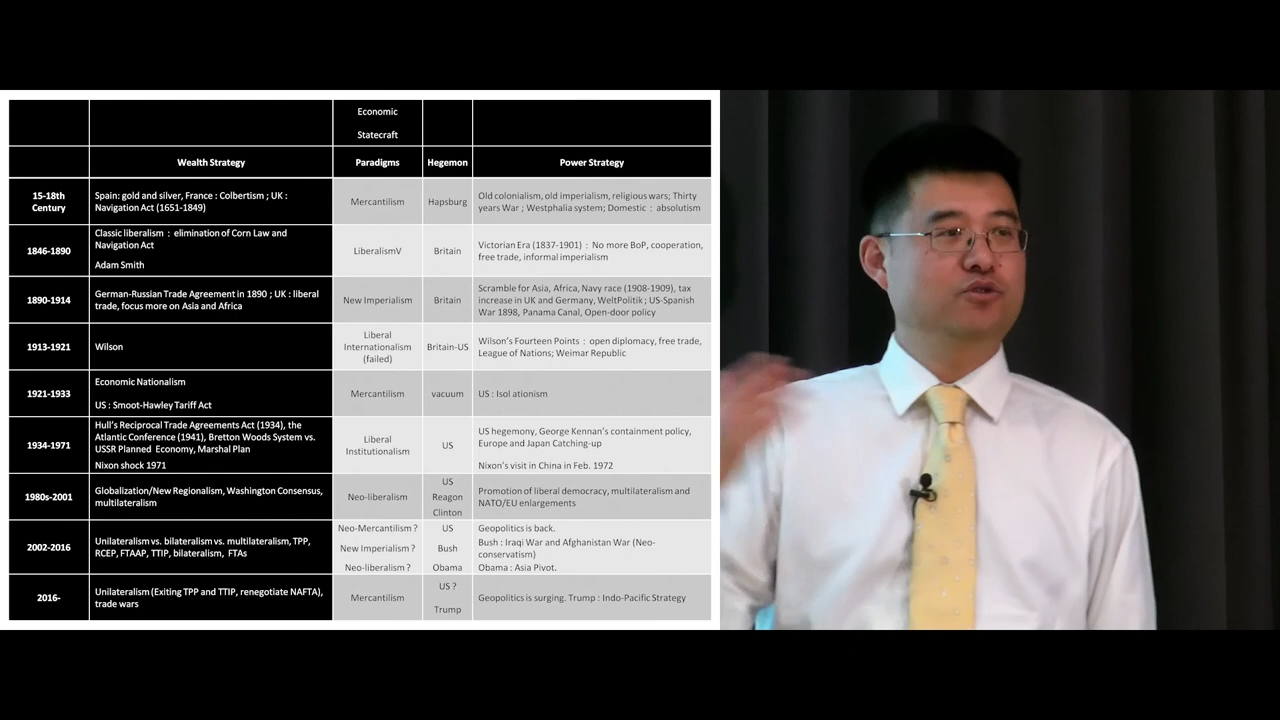 Economic
Statecraft
Wealth Strategy
Paradigms
Hegemon
Power Strategy
15-18th
Century
Spain: gold and silver, France : Colbertism ; UK :
Navigation Act (1651-1849)
Mercantilism
Hapsburg
Old colonialism, old imperialism, religious wars; Thirty
years War ; Westphalia system; Domestic : absolutism
1846-1890
Classic liberalism : elimination of Corn Law and
Navigation Act
Adam Smith
LiberalismV
Britain
Victorian Era (1837-1901) : No more BoP, cooperation,
free trade, informal imperialism
1890-1914
German-Russian Trade Agreement in 1890 ; UK : liberal
trade, focus more on Asia and Africa
New Imperialism
Britain
Scramble for Asia, Africa, Navy race (1908-1909), tax
increase in UK and Germany, WeltPolitik ; US-Spanish
War 1898, Panama Canal, Open-door policy
1913-1921
Wilson
Liberal
Internationalism
(failed)
Britain-US
Wilson's Fourteen Points : open diplomacy, free trade,
League of Nations; Weimar Republic
1921-1933
Economic Nationalism
US : Smoot-Hawley Tariff Act
Mercantilism
vacuum
US : Isol ationism
1934-1971
Hull's Reciprocal Trade Agreements Act (1934), the
Atlantic Conference (1941), Bretton Woods System vs.
USSR Planned Economy, Marshal Plan
Nixon shock 1971
Liberal
Institutionalism
US
US hegemony, George Kennan's containment policy,
Europe and Japan Catching-up
Nixon's visit in China in Feb. 1972
1980s-2001
Globalization/New Regionalism, Washington Consensus,
multilateralism
Neo-liberalism
US
Reagon
Clinton
Promotion of liberal democracy, multilateralism and
NATO/EU enlargements
2002-2016
Unilateralism vs. bilateralism vs. multilateralism, TPP,
RCEP, FTAAP, TTIP, bilateralism, FTAs
Neo-Mercantilism ?
New Imperialism ?
Neo-liberalism ?
US
Bush
Obama
Geopolitics is back.
Bush : Iraqi War and Afghanistan War (Neo-
conservatism)
Obama : Asia Pivot.
2016-
Unilateralism (Exiting TPP and TTIP, renegotiate NAFTA),
trade wars
Mercantilism
US ?
Trump
Geopolitics is surging. Trump : Indo-Pacific Strategy